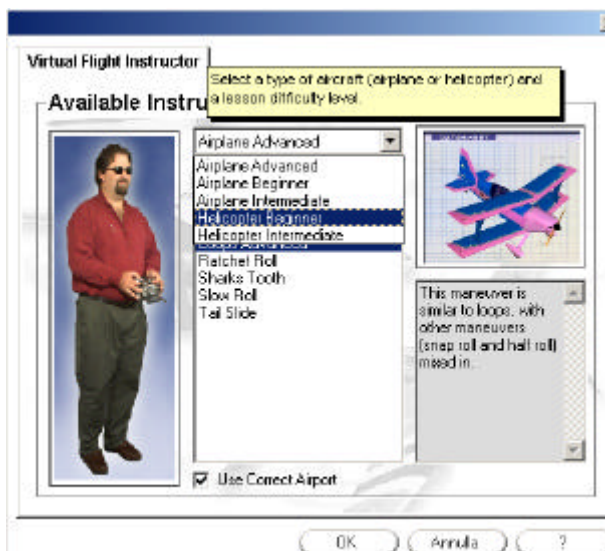 Virtual Flight Instructor
Select a type of aircraft (airplane or helicopter) and
a lesson difficulty level.
Available Instru
Airplane Advanced
Airplane Advanced
Airplane Beginner
Airplane Intermediate
Helicopter Beginner
Helicopter Intermediate
Loops Advanced
Ratchet Roll
Sharks Tooth
Slow Roll
Tail Slide
This maneuver is
similar to loops, with
other maneuvers
(snap roll and half roll)
mixed in.
Use Correct Airport
OK
Annulla
?